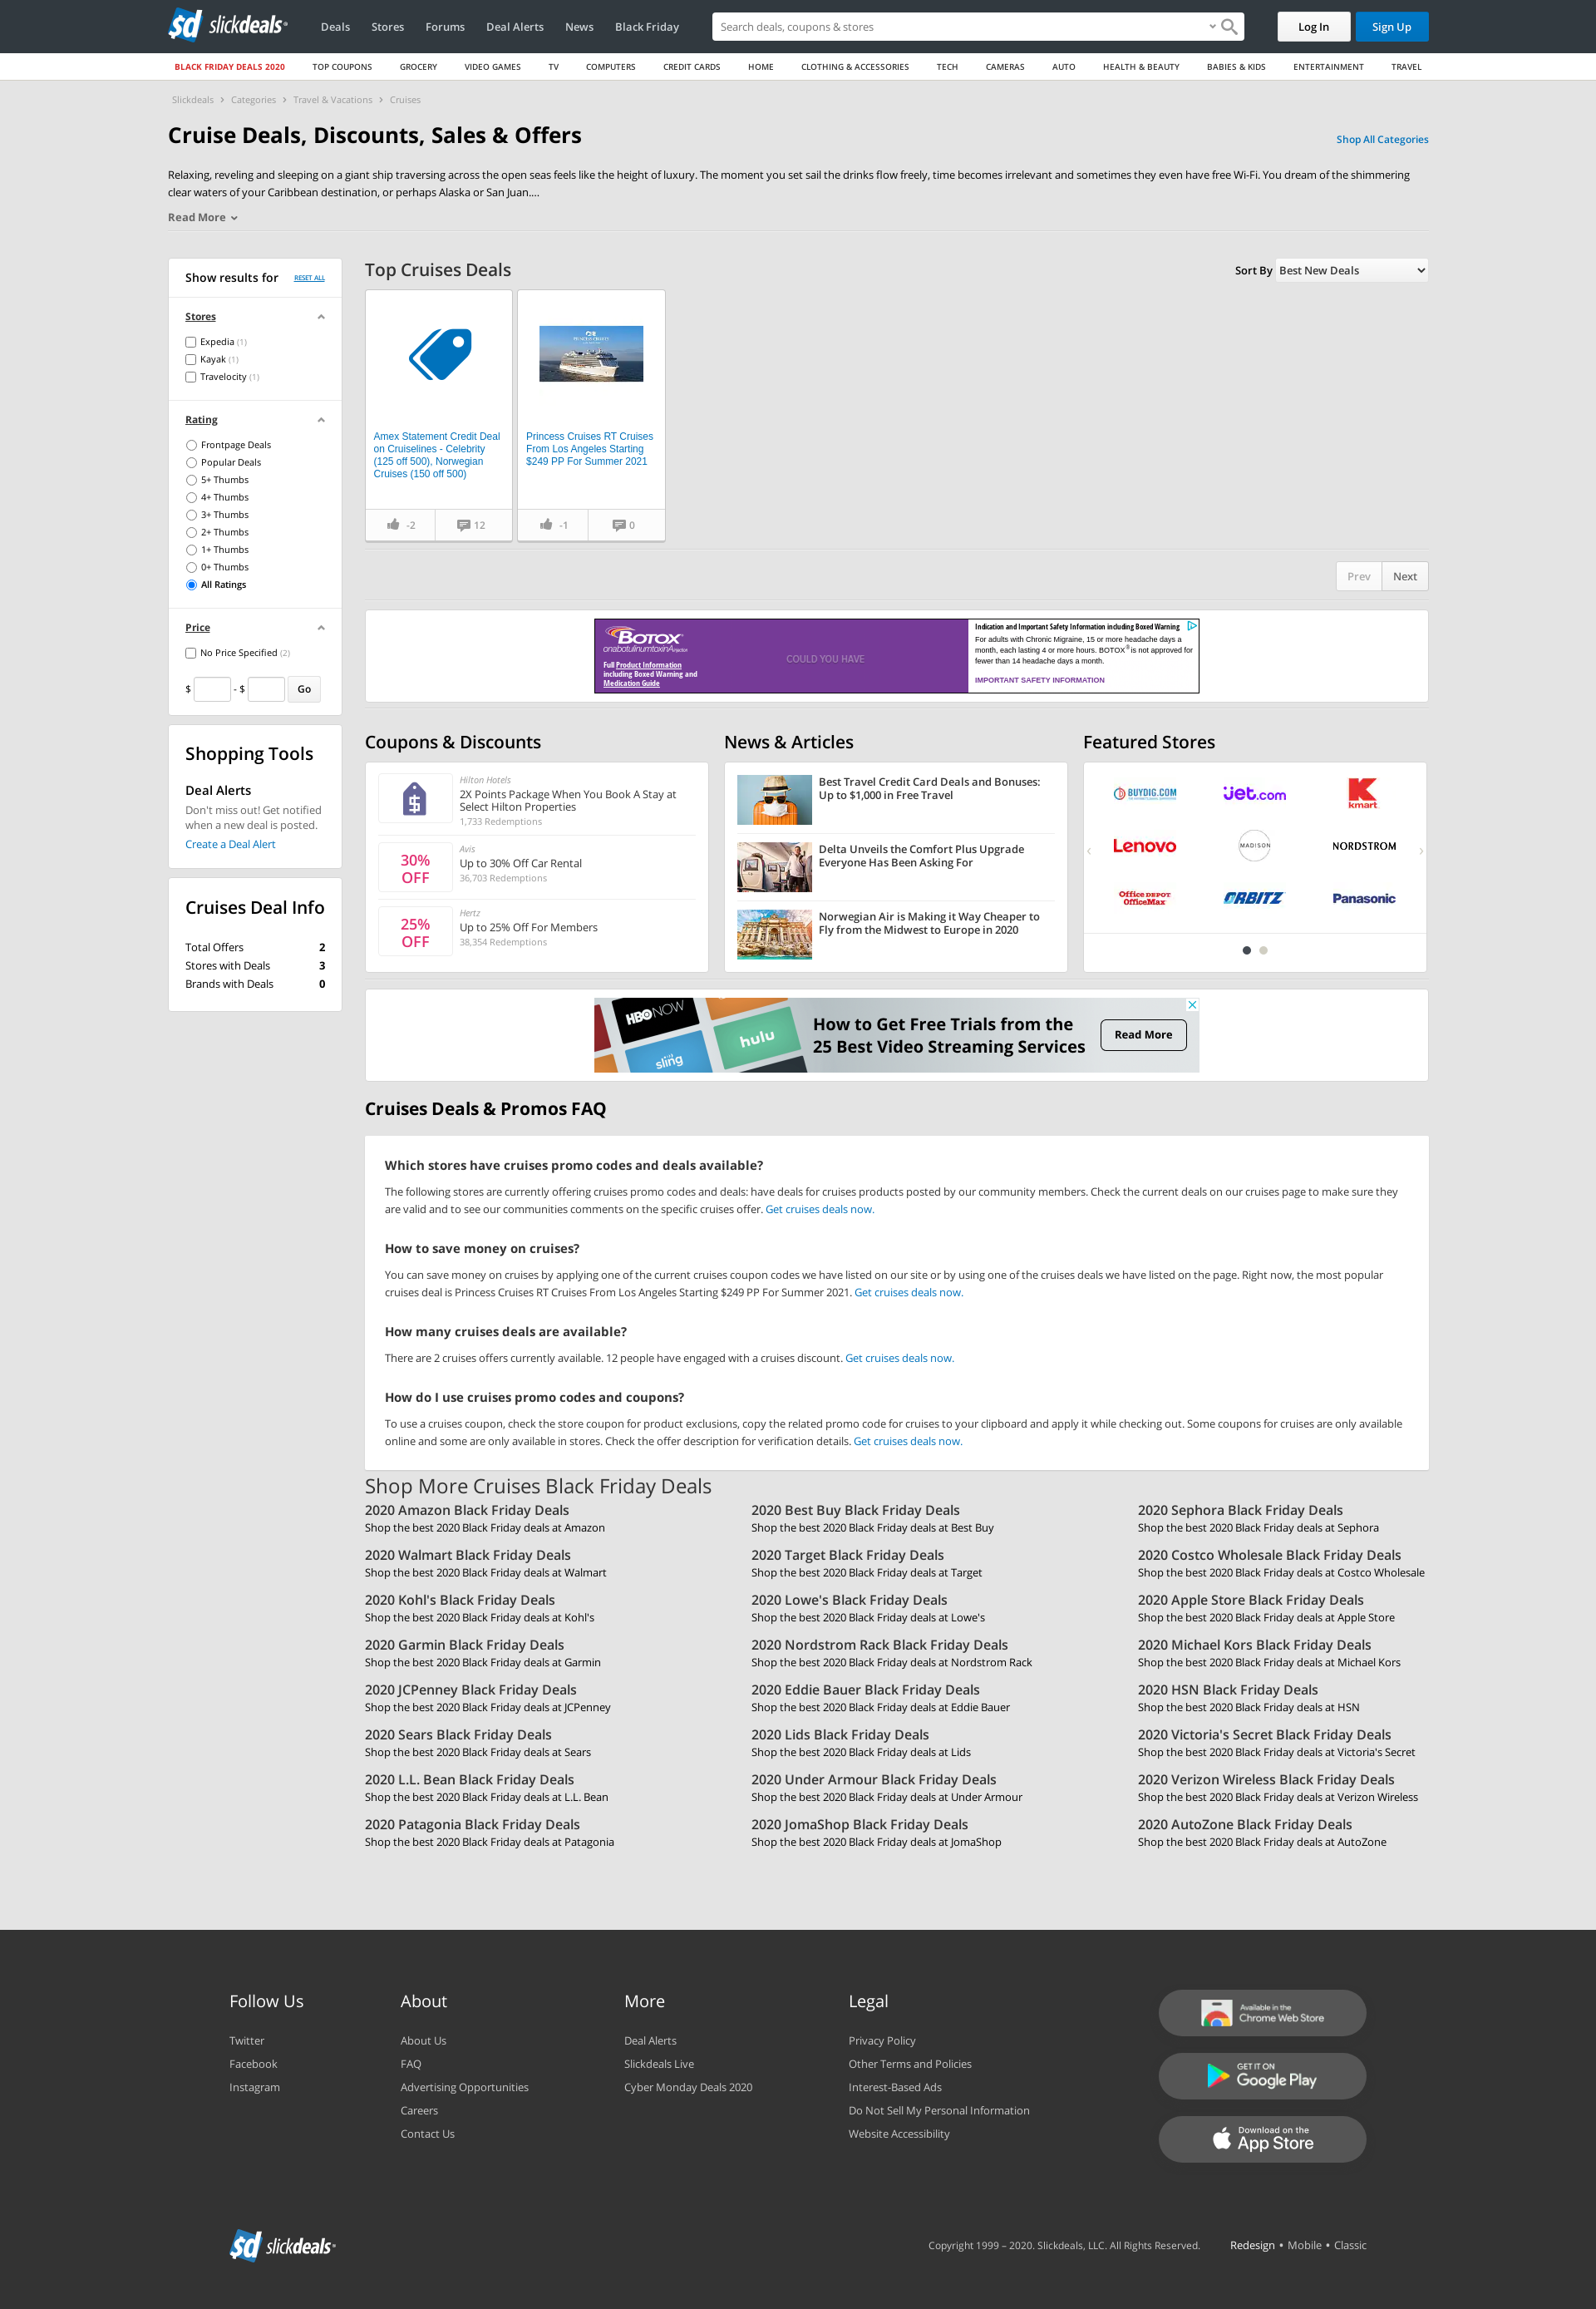 sd slickdeals
Deals Stores Forums Deal Alerts News Black Friday
Search deals, coupons & stores
Log In Sign Up
BLACK FRIDAY DEALS 2020 TOP COUPONS GROCERY VIDEO GAMES TV COMPUTERS CREDIT CARDS HOME CLOTHING & ACCESSORIES TECH CAMERAS AUTO HEALTH & BEAUTY BABIES & KIDS ENTERTAINMENT TRAVEL
Slickdeals › Categories › Travel & Vacations › Cruises
Cruise Deals, Discounts, Sales & Offers
Shop All Categories
Relaxing, reveling and sleeping on a giant ship traversing across the open seas feels like the height of luxury. The moment you set sail the drinks flow freely, time becomes irrelevant and sometimes they even have free Wi-Fi. You dream of the shimmering
clear waters of your Caribbean destination, or perhaps Alaska or San Juan....
Read More
Show results for RESET ALL
Stores
Expedia (1)
Kayak (1)
Travelocity (1)
Rating
Frontpage Deals
Popular Deals
5+ Thumbs
4+ Thumbs
3+ Thumbs
2+ Thumbs
1+ Thumbs
0+ Thumbs
All Ratings
Price
No Price Specified (2)
$ - $ Go
Shopping Tools
Deal Alerts
Don't miss out! Get notified
when a new deal is posted.
Create a Deal Alert
Cruises Deal Info
Total Offers 2
Stores with Deals 3
Brands with Deals 0
Top Cruises Deals
Sort By Best New Deals
Amex Statement Credit Deal
on Cruiselines - Celebrity
(125 off 500), Norwegian
Cruises (150 off 500)
-2 12
PRINCESS CRUISES
Princess Cruises RT Cruises
From Los Angeles Starting
$249 PP For Summer 2021
-1 0
Prev Next
BOTOX
onabotulinumtoxinA injection
Full Product Information
including Boxed Warning and
Medication Guide
COULD YOU HAVE
Indication and Important Safety Information including Boxed Warning
For adults with Chronic Migraine, 15 or more headache days a
month, each lasting 4 or more hours. BOTOX® is not approved for
fewer than 14 headache days a month.
IMPORTANT SAFETY INFORMATION
Coupons & Discounts
Hilton Hotels
2X Points Package When You Book A Stay at
Select Hilton Properties
1,733 Redemptions
30%
OFF
Avis
Up to 30% Off Car Rental
36,703 Redemptions
25%
OFF
Hertz
Up to 25% Off For Members
38,354 Redemptions
News & Articles
Best Travel Credit Card Deals and Bonuses:
Up to $1,000 in Free Travel
Delta Unveils the Comfort Plus Upgrade
Everyone Has Been Asking For
Norwegian Air is Making it Way Cheaper to
Fly from the Midwest to Europe in 2020
Featured Stores
BUYDIG.COM jet.com kmart
Lenovo MADISON NORDSTROM
Office DEPOT
OfficeMax
ORBITZ Panasonic
HBO NOW
hulu
sling
How to Get Free Trials from the
25 Best Video Streaming Services
Read More
Cruises Deals & Promos FAQ
Which stores have cruises promo codes and deals available?
The following stores are currently offering cruises promo codes and deals: have deals for cruises products posted by our community members. Check the current deals on our cruises page to make sure they
are valid and to see our communities comments on the specific cruises offer. Get cruises deals now.
How to save money on cruises?
You can save money on cruises by applying one of the current cruises coupon codes we have listed on our site or by using one of the cruises deals we have listed on the page. Right now, the most popular
cruises deal is Princess Cruises RT Cruises From Los Angeles Starting $249 PP For Summer 2021. Get cruises deals now.
How many cruises deals are available?
There are 2 cruises offers currently available. 12 people have engaged with a cruises discount. Get cruises deals now.
How do I use cruises promo codes and coupons?
To use a cruises coupon, check the store coupon for product exclusions, copy the related promo code for cruises to your clipboard and apply it while checking out. Some coupons for cruises are only available
online and some are only available in stores. Check the offer description for verification details. Get cruises deals now.
Shop More Cruises Black Friday Deals
2020 Amazon Black Friday Deals
Shop the best 2020 Black Friday deals at Amazon
2020 Best Buy Black Friday Deals
Shop the best 2020 Black Friday deals at Best Buy
2020 Sephora Black Friday Deals
Shop the best 2020 Black Friday deals at Sephora
2020 Walmart Black Friday Deals
Shop the best 2020 Black Friday deals at Walmart
2020 Target Black Friday Deals
Shop the best 2020 Black Friday deals at Target
2020 Costco Wholesale Black Friday Deals
Shop the best 2020 Black Friday deals at Costco Wholesale
2020 Kohl's Black Friday Deals
Shop the best 2020 Black Friday deals at Kohl's
2020 Lowe's Black Friday Deals
Shop the best 2020 Black Friday deals at Lowe's
2020 Apple Store Black Friday Deals
Shop the best 2020 Black Friday deals at Apple Store
2020 Garmin Black Friday Deals
Shop the best 2020 Black Friday deals at Garmin
2020 Nordstrom Rack Black Friday Deals
Shop the best 2020 Black Friday deals at Nordstrom Rack
2020 Michael Kors Black Friday Deals
Shop the best 2020 Black Friday deals at Michael Kors
2020 JCPenney Black Friday Deals
Shop the best 2020 Black Friday deals at JCPenney
2020 Eddie Bauer Black Friday Deals
Shop the best 2020 Black Friday deals at Eddie Bauer
2020 HSN Black Friday Deals
Shop the best 2020 Black Friday deals at HSN
2020 Sears Black Friday Deals
Shop the best 2020 Black Friday deals at Sears
2020 Lids Black Friday Deals
Shop the best 2020 Black Friday deals at Lids
2020 Victoria's Secret Black Friday Deals
Shop the best 2020 Black Friday deals at Victoria's Secret
2020 L.L. Bean Black Friday Deals
Shop the best 2020 Black Friday deals at L.L. Bean
2020 Under Armour Black Friday Deals
Shop the best 2020 Black Friday deals at Under Armour
2020 Verizon Wireless Black Friday Deals
Shop the best 2020 Black Friday deals at Verizon Wireless
2020 Patagonia Black Friday Deals
Shop the best 2020 Black Friday deals at Patagonia
2020 JomaShop Black Friday Deals
Shop the best 2020 Black Friday deals at JomaShop
2020 AutoZone Black Friday Deals
Shop the best 2020 Black Friday deals at AutoZone
Follow Us
Twitter
Facebook
Instagram
About
About Us
FAQ
Advertising Opportunities
Careers
Contact Us
More
Deal Alerts
Slickdeals Live
Cyber Monday Deals 2020
Legal
Privacy Policy
Other Terms and Policies
Interest-Based Ads
Do Not Sell My Personal Information
Website Accessibility
Available in the
Chrome Web Store
GET IT ON
Google Play
Download on the
App Store
sd slickdeals
Copyright 1999 – 2020. Slickdeals, LLC. All Rights Reserved.
Redesign • Mobile • Classic